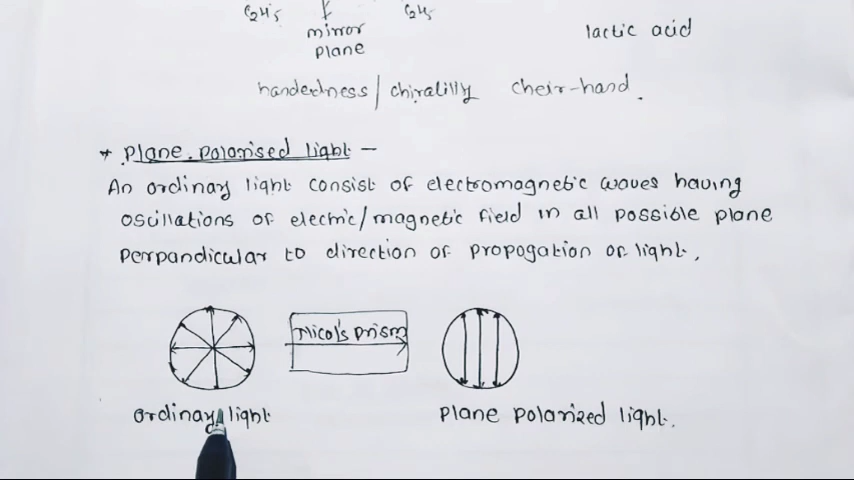 C2H5 C2H5
mirror
plane
lactic acid
handedness/chirality cheir-hand.
* Plane polarised light -
An ordinary light consist of electromagnetic waves having
oscillations of electric/magnetic field in all possible plane
perpandicular to direction of propogation of light.
Nicol's prism
ordinary light
Plane polarized light.